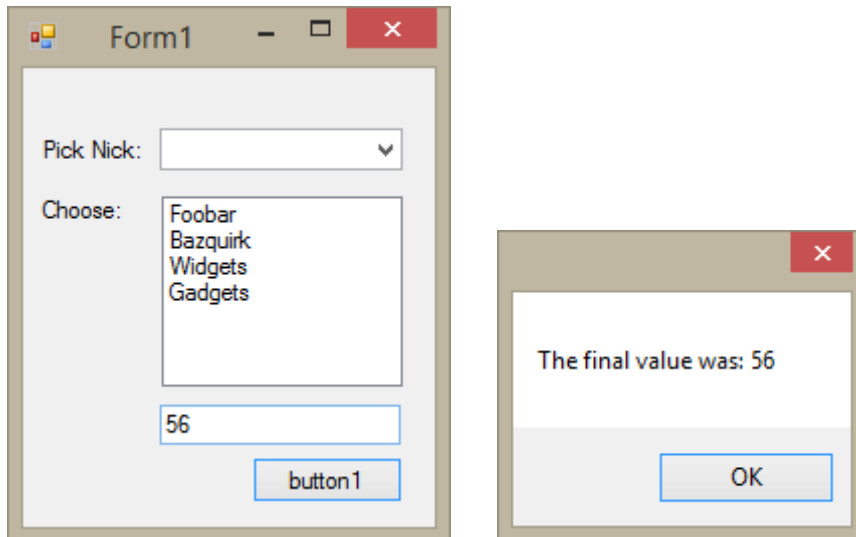 Form1
Pick Nick:
Choose:
Foobar
Bazquirk
Widgets
Gadgets
56
button1
The final value was: 56
OK